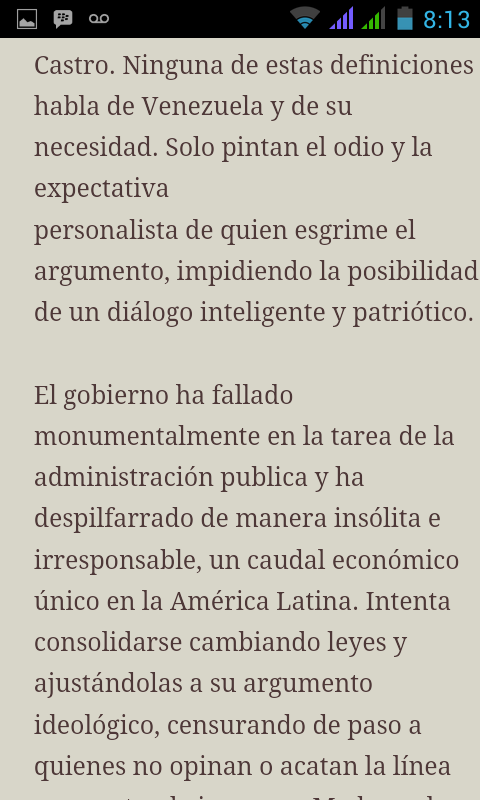 8:13
Castro. Ninguna de estas definiciones
habla de Venezuela y de su
necesidad. Solo pintan el odio y la
expectativa
personalista de quien esgrime el
argumento, impidiendo la posibilidad
de un diálogo inteligente y patriótico.
El gobierno ha fallado
monumentalmente en la tarea de la
administración publica y ha
despilfarrado de manera insólita e
irresponsable, un caudal económico
único en la América Latina. Intenta
consolidarse cambiando leyes y
ajustándolas a su argumento
ideológico, censurando de paso a
quienes no opinan o acatan la línea